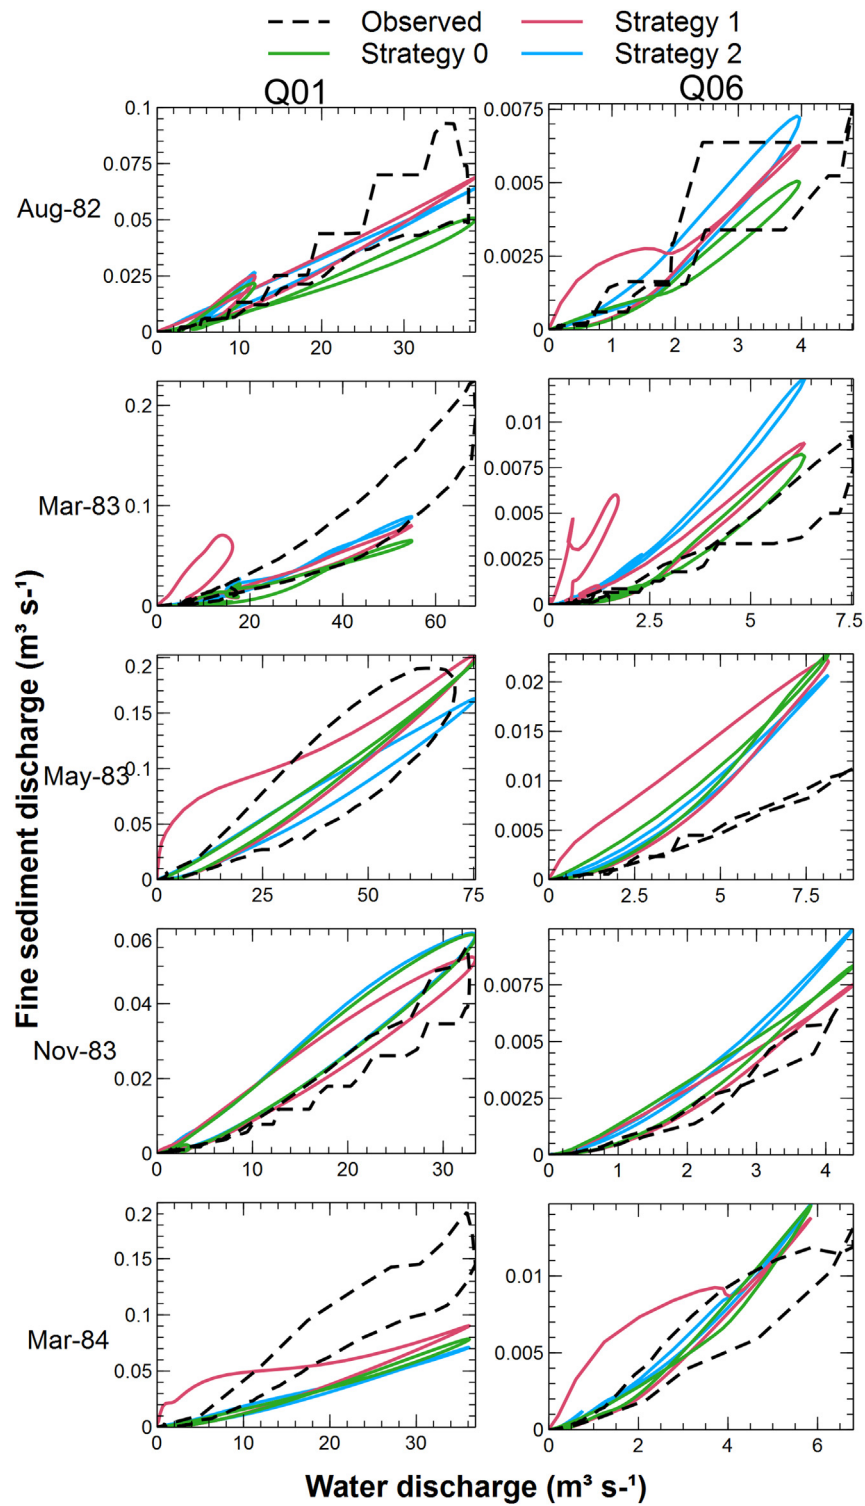 Observed Strategy 1
Strategy 0 Strategy 2
Q01 Q06
Aug-82
0.1
0.075
0.05
0.025
0
0 10 20 30
0.0075
0.005
0.0025
0
0 1 2 3 4
Mar-83
0.2
0.1
0
0 20 40 60
0.01
0.0075
0.005
0.0025
0
0 2.5 5 7.5
May-83
0.2
0.15
0.1
0.05
0
0 25 50 75
0.02
0.015
0.01
0.005
0
0 2.5 5 7.5
Nov-83
0.06
0.04
0.02
0
0 10 20 30
0.0075
0.005
0.0025
0
0 1 2 3 4
Mar-84
0.2
0.15
0.1
0.05
0
0 10 20 30
0.01
0.005
0
0 2 4 6
Fine sediment discharge (m³ s-¹)
Water discharge (m³ s-¹)